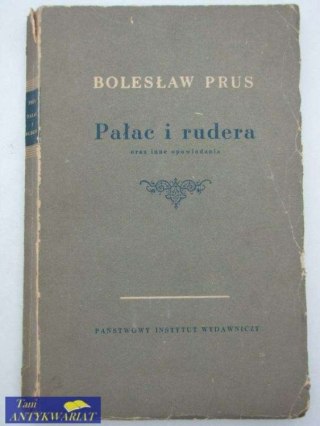 BOLESŁAW PRUS
Pałac i rudera
oraz inne opowiadania
PAŃSTWOWY INSTYTUT WYDAWNICZY
Tani
ANTYKWARIAT